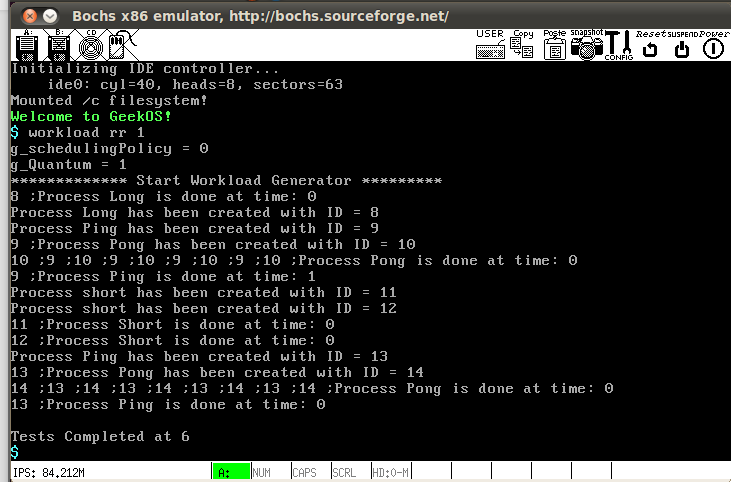 Bochs x86 emulator, http://bochs.sourceforge.net/
A: B: CD USER Copy Paste snapshot CONFIG Reset SUSPEND Power
Initializing IDE controller...
ide0: cyl=40, heads=8, sectors=63
Mounted /c filesystem!
Welcome to GeekOS!
$ workload rr 1
g_schedulingPolicy = 0
g_Quantum = 1
************* Start Workload Generator *********
8 ;Process Long is done at time: 0
Process Long has been created with ID = 8
Process Ping has been created with ID = 9
9 ;Process Pong has been created with ID = 10
10 ;9 ;10 ;9 ;10 ;9 ;10 ;9 ;10 ;Process Pong is done at time: 0
9 ;Process Ping is done at time: 1
Process short has been created with ID = 11
Process short has been created with ID = 12
11 ;Process Short is done at time: 0
12 ;Process Short is done at time: 0
Process Ping has been created with ID = 13
13 ;Process Pong has been created with ID = 14
14 ;13 ;14 ;13 ;14 ;13 ;14 ;13 ;14 ;Process Pong is done at time: 0
13 ;Process Ping is done at time: 0
Tests Completed at 6
$
IPS: 84.212M A: NUM CAPS SCRL HD:0-M